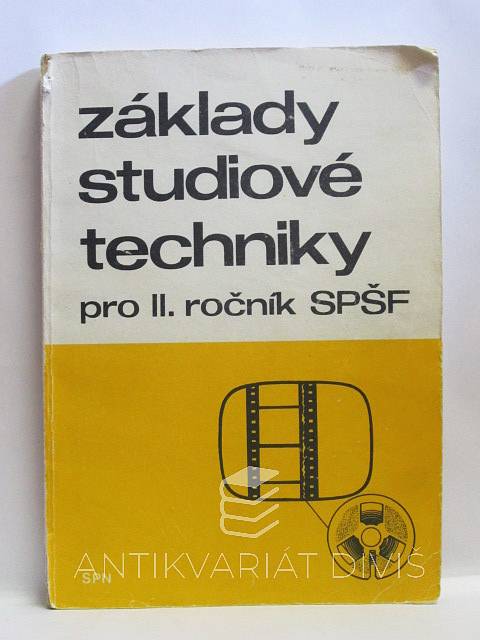 základy
studiové
techniky
pro II. ročník SPŠF
ANTIKVARIÁT DIVIŠ
SPN